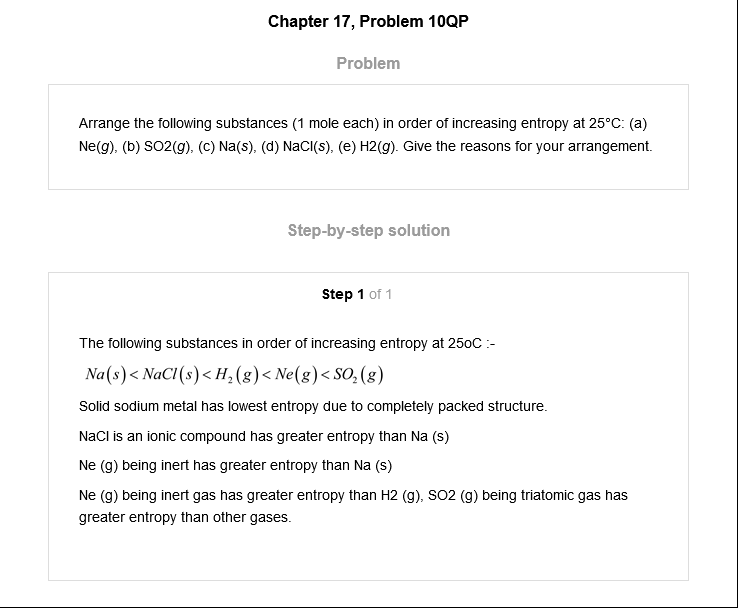 Chapter 17, Problem 10QP
Problem
Arrange the following substances (1 mole each) in order of increasing entropy at 25°C: (a)
Ne(g), (b) SO2(g), (c) Na(s), (d) NaCl(s), (e) H2(g). Give the reasons for your arrangement.
Step-by-step solution
Step 1 of 1
The following substances in order of increasing entropy at 25oC :-
Na(s) < NaCl(s) < H₂(g) < Ne(g) < SO₂(g)
Solid sodium metal has lowest entropy due to completely packed structure.
NaCl is an ionic compound has greater entropy than Na (s)
Ne (g) being inert has greater entropy than Na (s)
Ne (g) being inert gas has greater entropy than H2 (g), SO2 (g) being triatomic gas has
greater entropy than other gases.